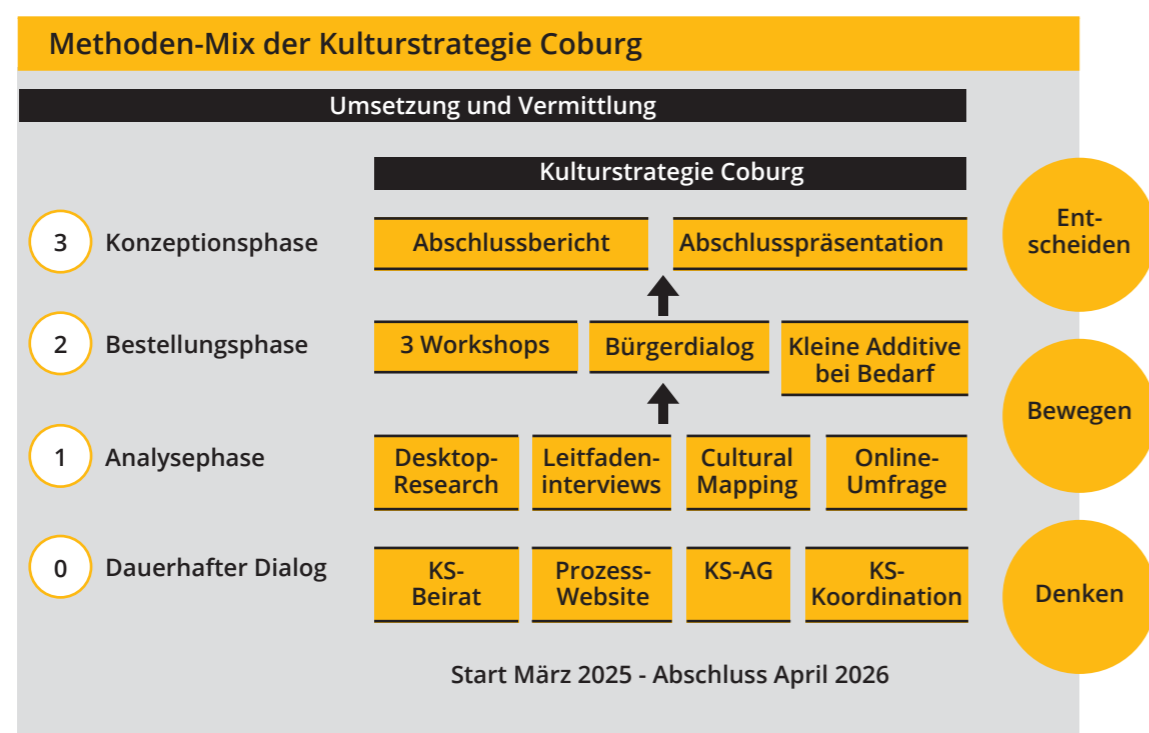 Methoden-Mix der Kulturstrategie Coburg
Umsetzung und Vermittlung
Kulturstrategie Coburg
3 Konzeptionsphase
Abschlussbericht
Abschlusspräsentation
Ent-
scheiden
2 Bestellungsphase
3 Workshops
Bürgerdialog
Kleine Additive
bei Bedarf
Bewegen
1 Analysephase
Desktop-
Research
Leitfaden-
interviews
Cultural
Mapping
Online-
Umfrage
0 Dauerhafter Dialog
KS-
Beirat
Prozess-
Website
KS-AG
KS-
Koordination
Denken
Start März 2025 - Abschluss April 2026